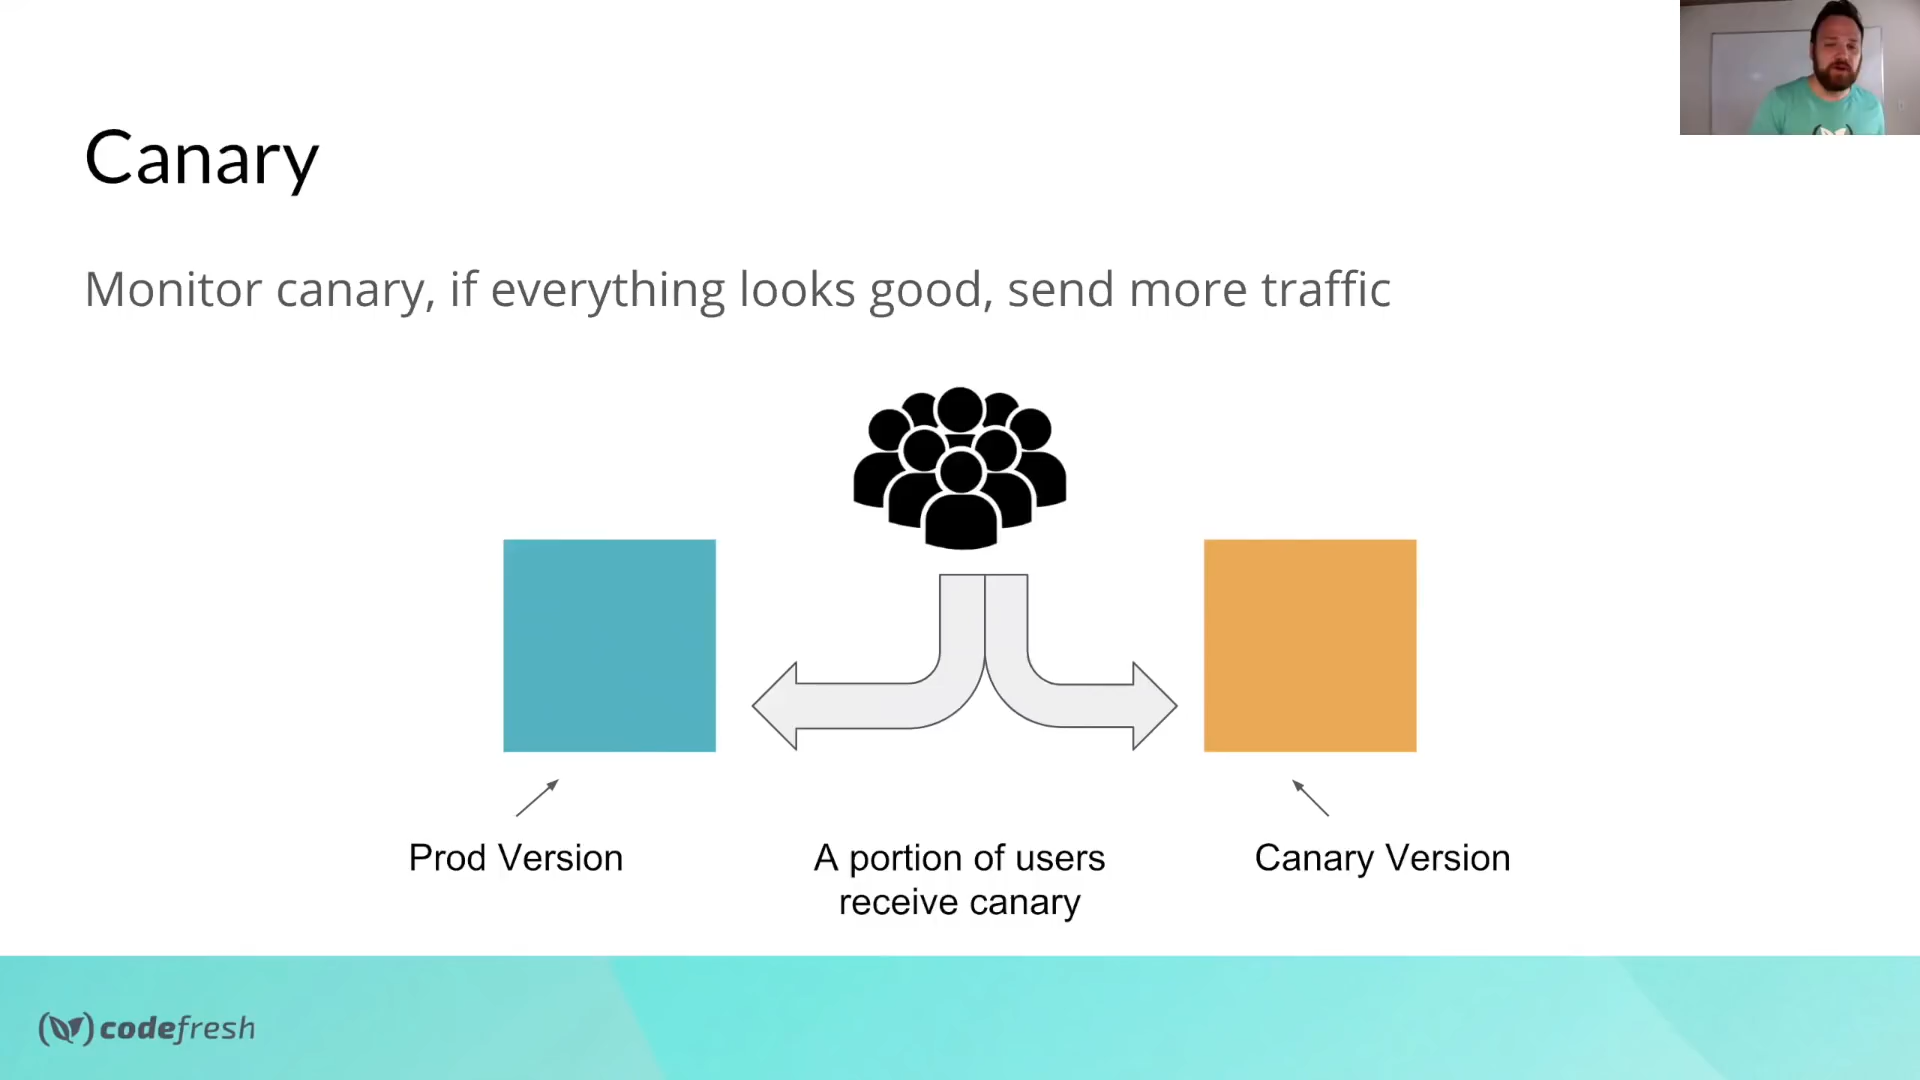 Canary
Monitor canary, if everything looks good, send more traffic
Prod Version
A portion of users
receive canary
Canary Version
codefresh